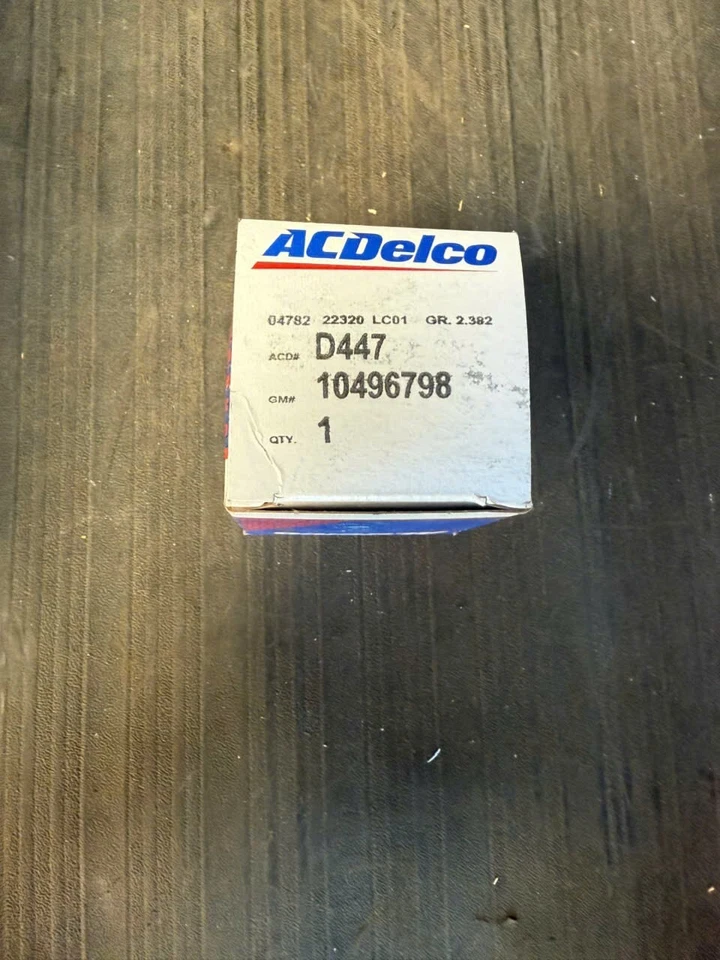 ACDelco
04782 22320 LC01 GR. 2.382
ACD# D447
GM# 10496798
QTY. 1